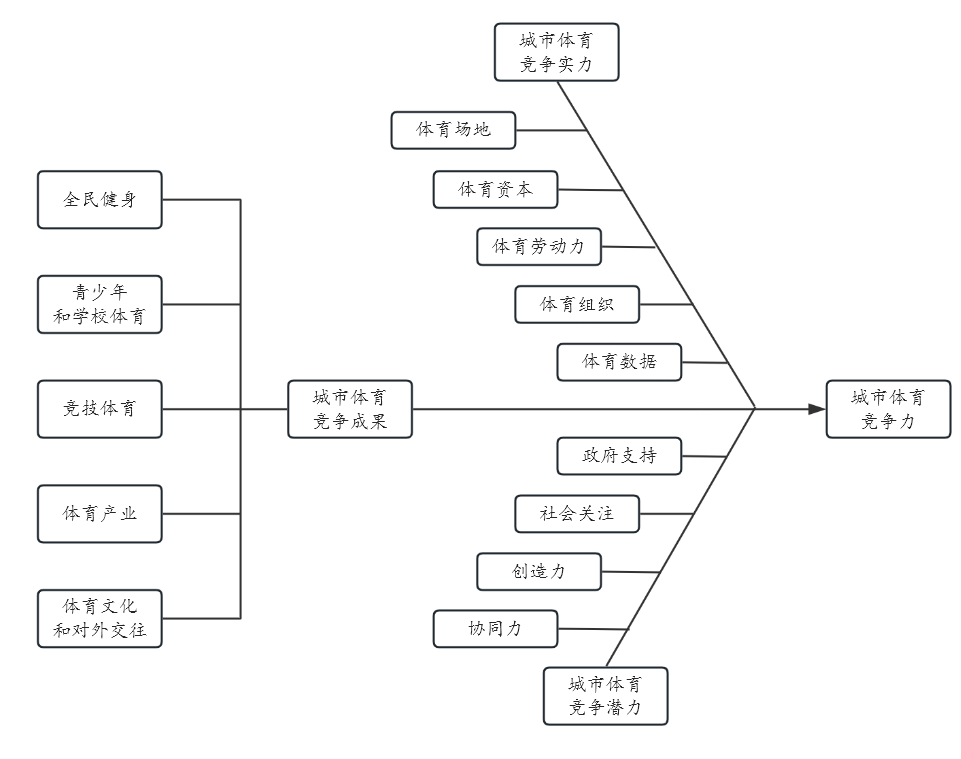 城市体育
竞争实力
体育场地
体育资本
体育劳动力
体育组织
体育数据
全民健身
青少年
和学校体育
竞技体育
体育产业
体育文化
和对外交往
城市体育
竞争成果
城市体育
竞争力
政府支持
社会关注
创造力
协同力
城市体育
竞争潜力